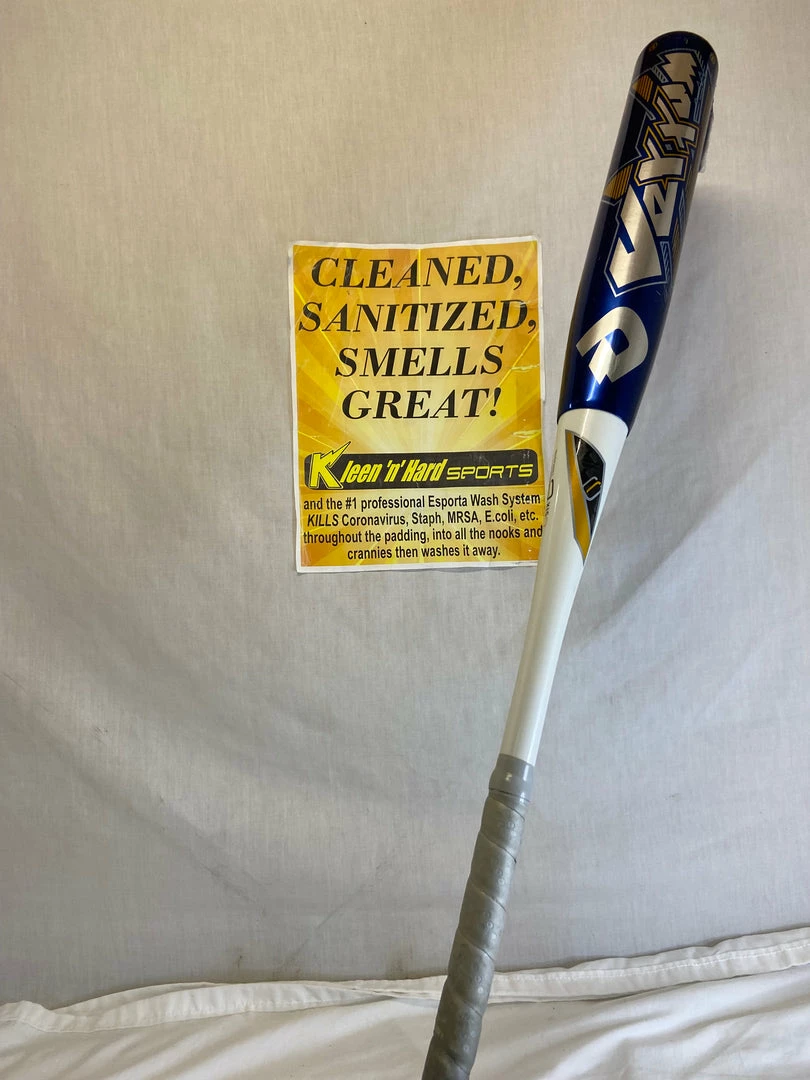 CLEANED,
SANITIZED,
SMELLS
GREAT!
Kleen 'n' Hard SPORTS
and the #1 professional Esporta Wash System
KILLS Coronavirus, Staph, MRSA, E.coli, etc.
throughout the padding, into all the nooks and
crannies then washes it away.
Vexxum
D